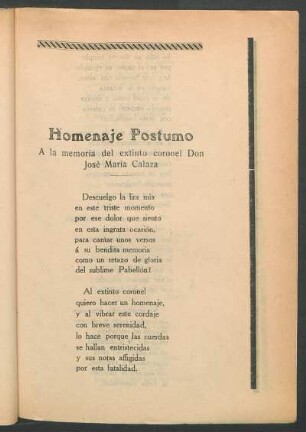 Homenaje Postumo
A la memoria del extinto coronel Don
José Maria Calaza
Descuelgo la lira mia
en este triste momento
por ese dolor que siento
en esta ingrata ocasión,
para cantar unos versos
á su bendita memoria
como un retazo de gloria
del sublime Pabellón!
Al extinto coronel
quiero hacer un homenaje,
y al vibrar este cordaje
con breve serenidad,
lo hace porque las cuerdas
se hallan entristecidas
y sus notas afligidas
por esta fatalidad.